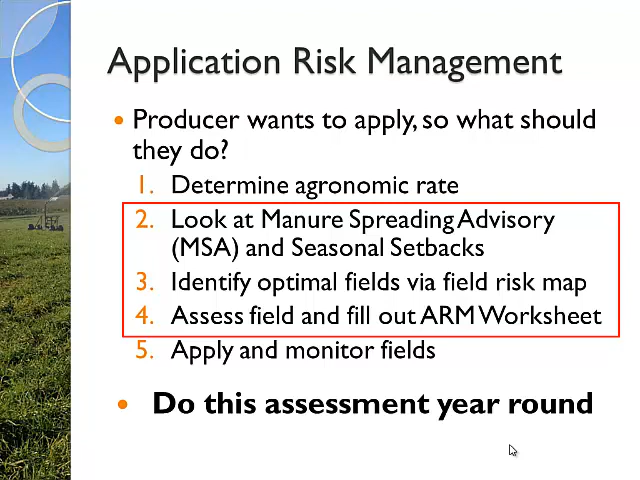 Application Risk Management
• Producer wants to apply, so what should
they do?
1. Determine agronomic rate
2. Look at Manure Spreading Advisory
(MSA) and Seasonal Setbacks
3. Identify optimal fields via field risk map
4. Assess field and fill out ARM Worksheet
5. Apply and monitor fields
• Do this assessment year round